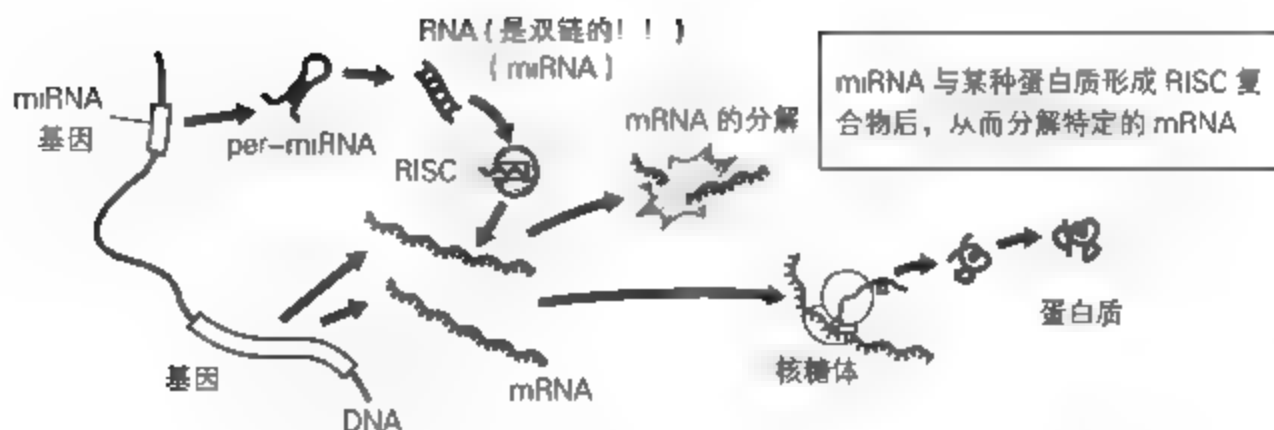 RNA(是双链的!!)
(miRNA)
miRNA
基因
per-miRNA
RISC
mRNA 的分解
miRNA 与某种蛋白质形成 RISC 复
合物后，从而分解特定的 mRNA
蛋白质
核糖体
mRNA
基因
DNA